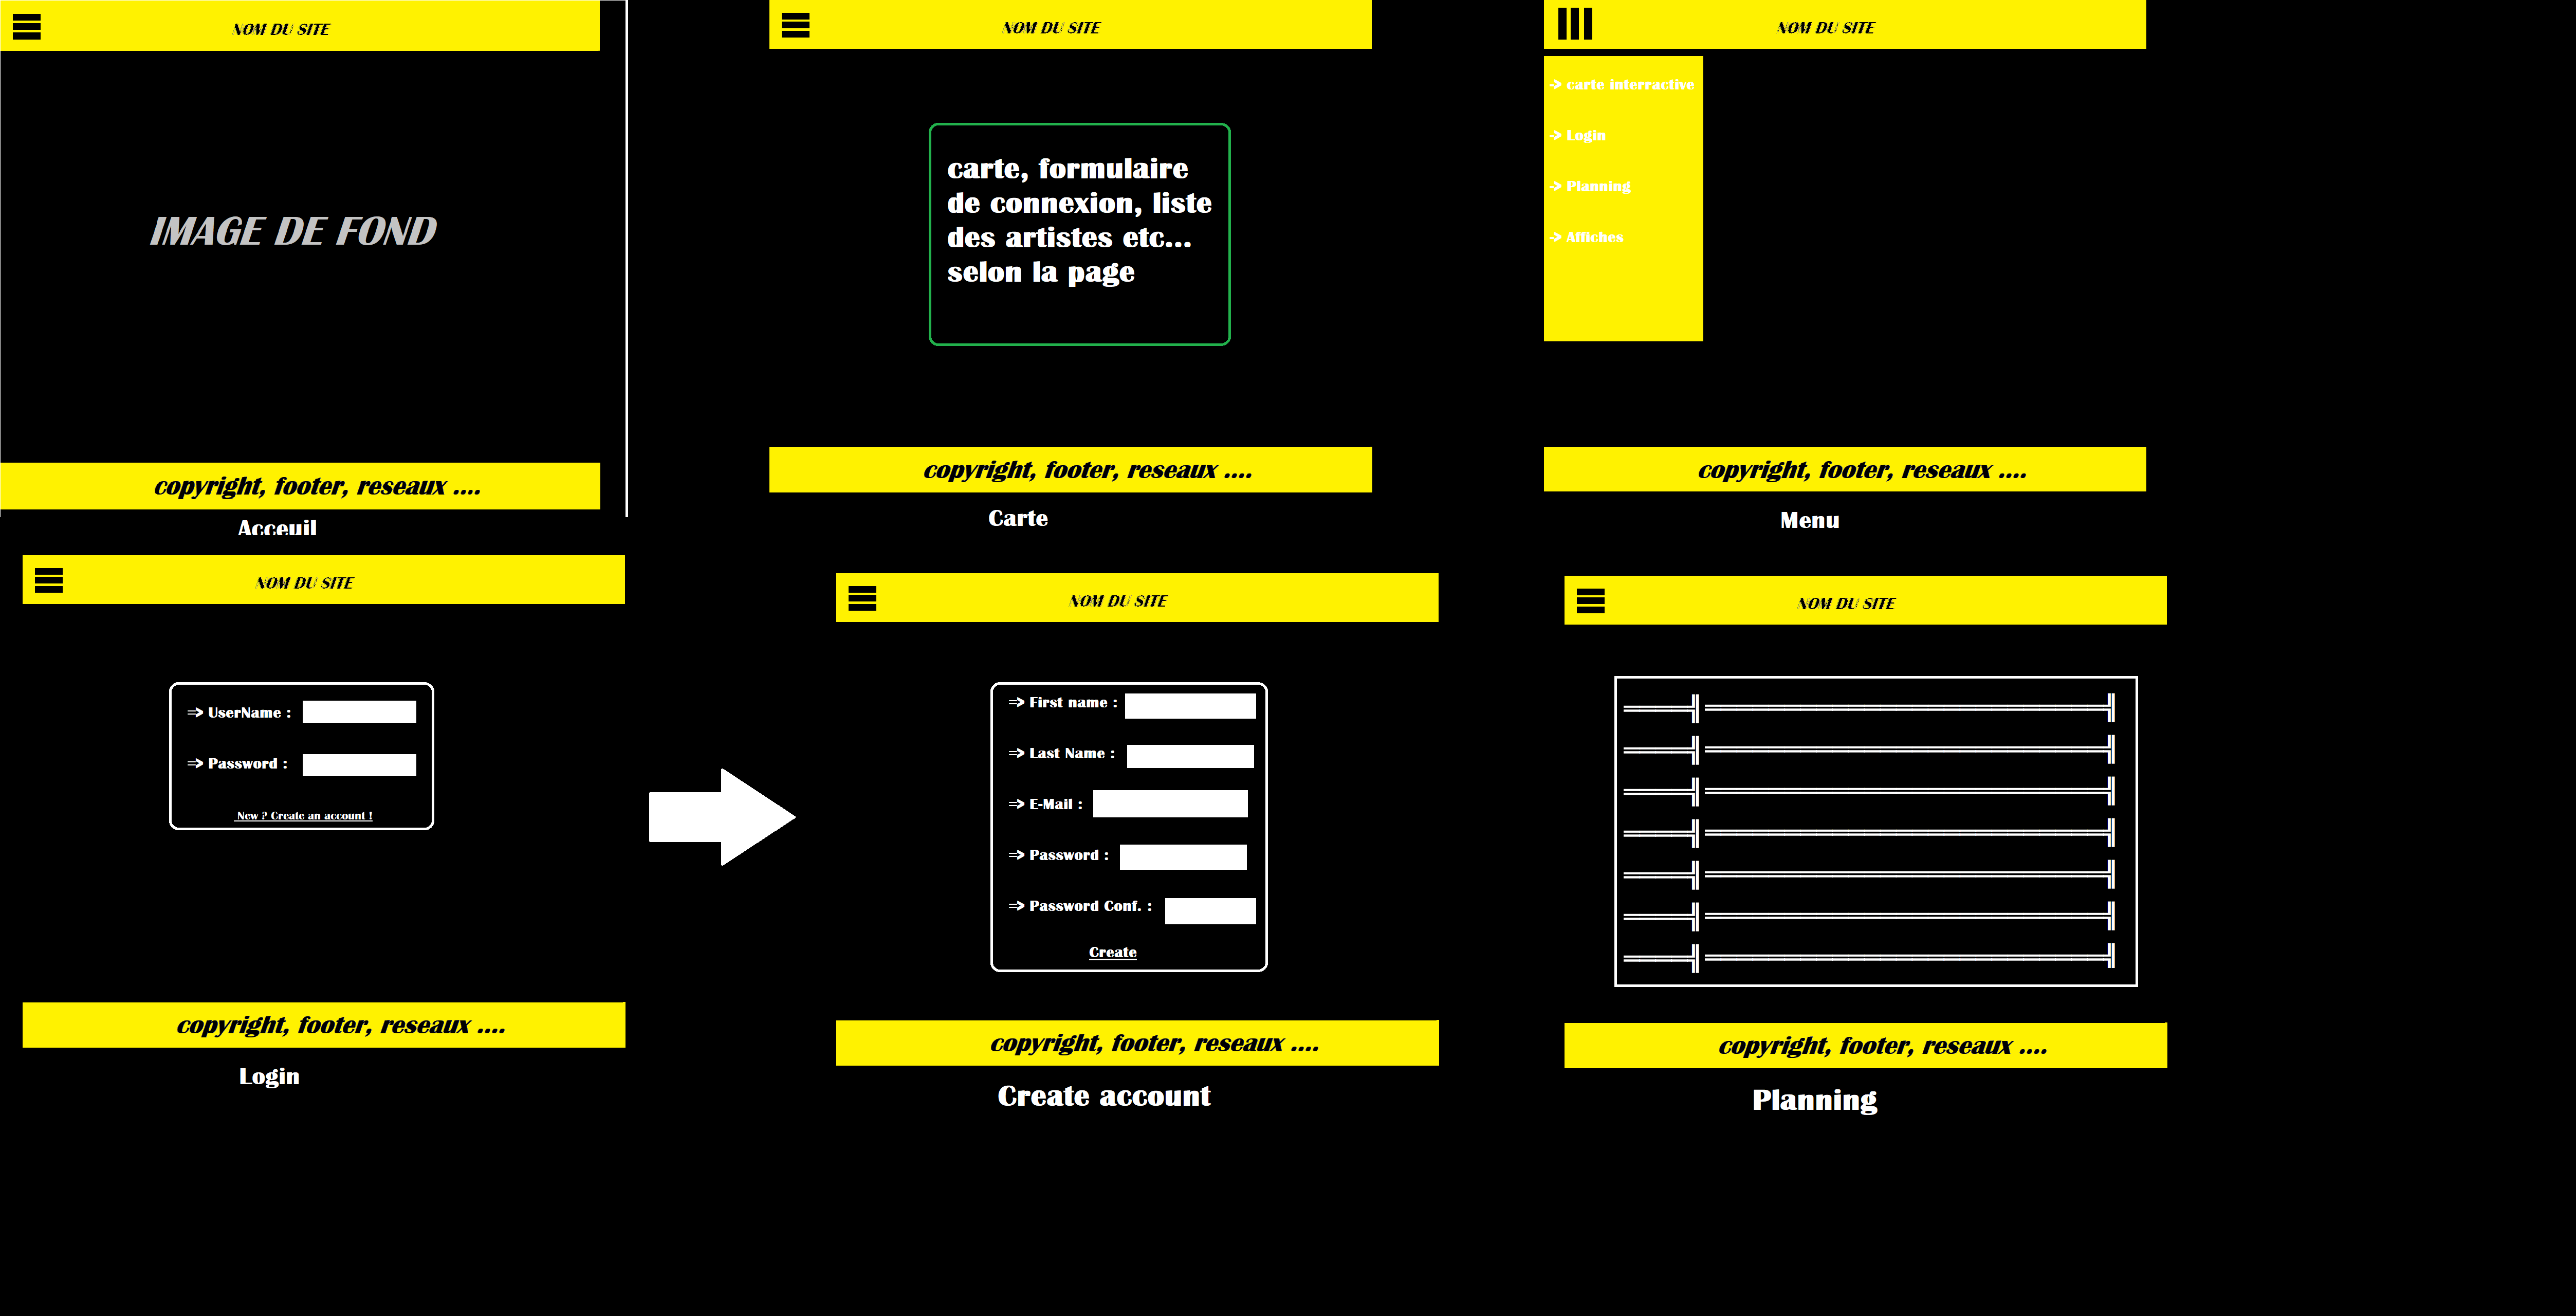 NOM DU SITE
IMAGE DE FOND
copyright, footer, reseaux ....
Acceuil
NOM DU SITE
carte, formulaire
de connexion, liste
des artistes etc...
selon la page
copyright, footer, reseaux ....
Carte
NOM DU SITE
-> carte interractive
-> Login
-> Planning
-> Affiches
copyright, footer, reseaux ....
Menu
NOM DU SITE
=> UserName :
=> Password :
New ? Create an account !
copyright, footer, reseaux ....
Login
NOM DU SITE
=> First name :
=> Last Name :
=> E-Mail :
=> Password :
=> Password Conf. :
Create
copyright, footer, reseaux ....
Create account
NOM DU SITE
copyright, footer, reseaux ....
Planning